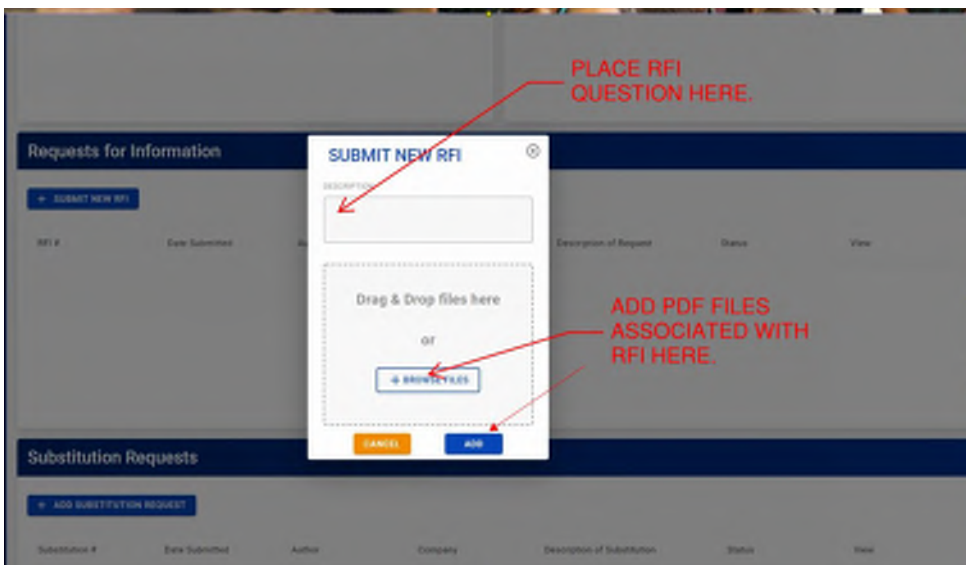 PLACE RFI
QUESTION HERE.
Requests for Information
SUBMIT NEW RFI
+ SUBMIT NEW RFI
DESCRIPTION
RFI # Date Submitted Description of Request Status View
Drag & Drop files here
or
+ BROWSE FILES
ADD PDF FILES
ASSOCIATED WITH
RFI HERE.
CANCEL ADD
Substitution Requests
+ ADD SUBSTITUTION REQUEST
Substitution # Date Submitted Author Company Description of Substitution Status View